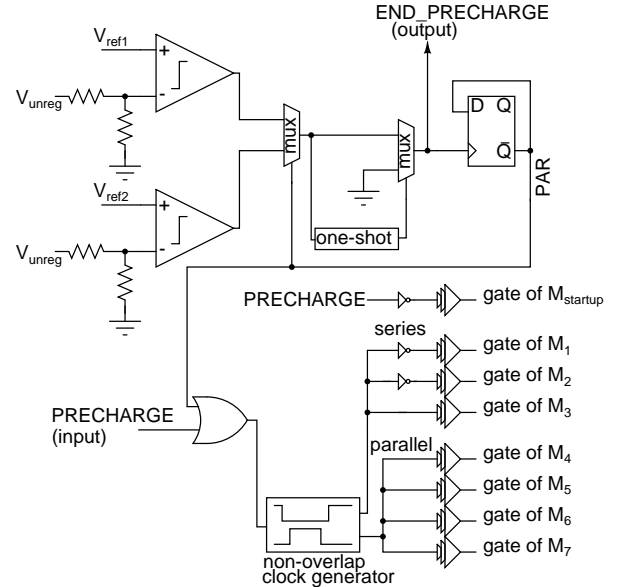 END_PRECHARGE
(output)
Vref1
+
-
Vunreg
mux
mux
D Q
Q̅
PAR
Vref2
+
-
Vunreg
one-shot
PRECHARGE
gate of Mstartup
series
gate of M1
gate of M2
gate of M3
PRECHARGE
(input)
parallel
gate of M4
gate of M5
gate of M6
gate of M7
non-overlap
clock generator